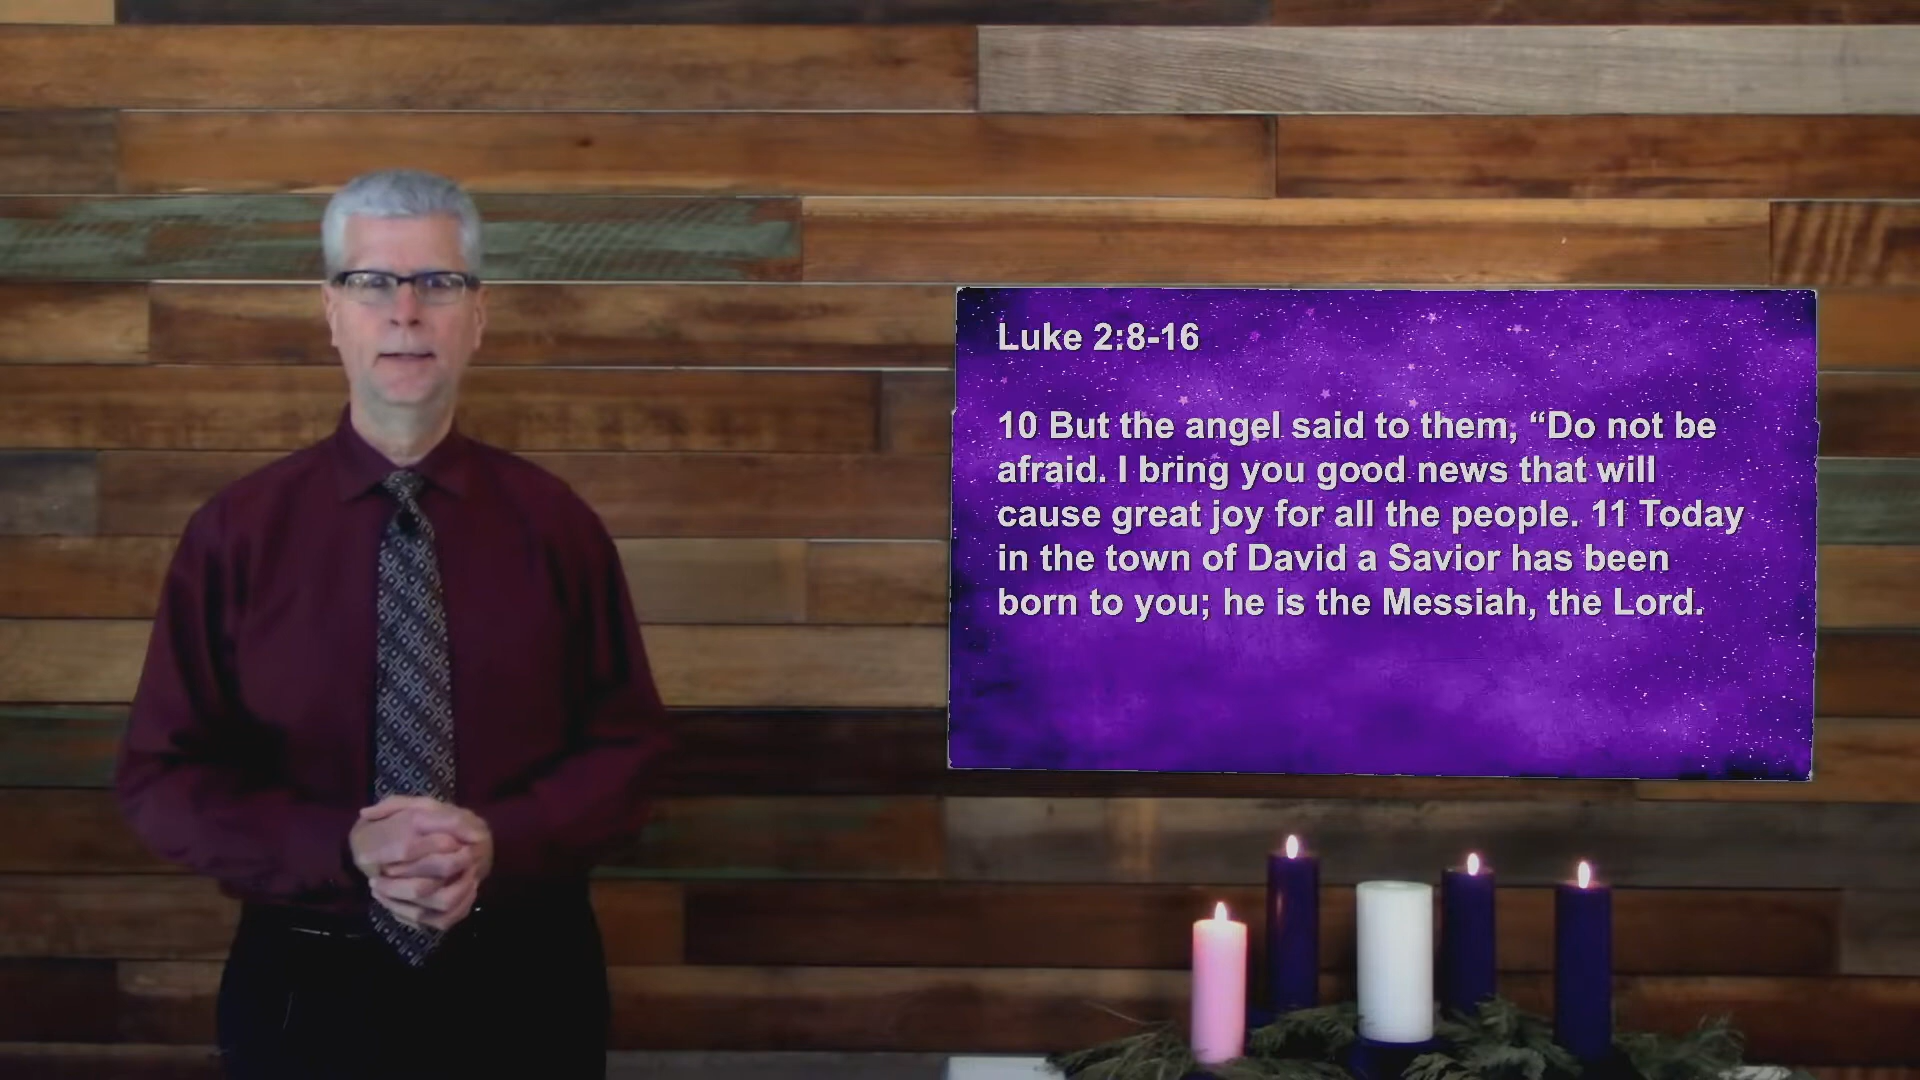 Luke 2:8-16
10 But the angel said to them, “Do not be
afraid. I bring you good news that will
cause great joy for all the people. 11 Today
in the town of David a Savior has been
born to you; he is the Messiah, the Lord.